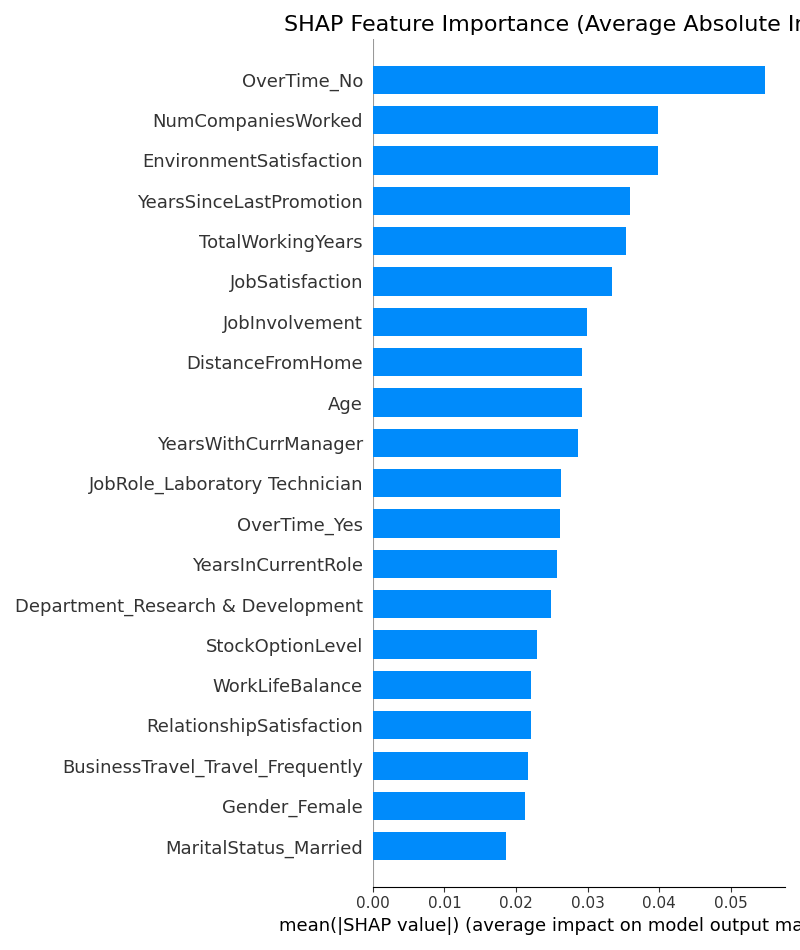 SHAP Feature Importance (Average Absolute
OverTime_No
NumCompaniesWorked
EnvironmentSatisfaction
YearsSinceLastPromotion
TotalWorkingYears
JobSatisfaction
JobInvolvement
DistanceFromHome
Age
YearsWithCurrManager
JobRole_Laboratory Technician
OverTime_Yes
YearsInCurrentRole
Department_Research & Development
StockOptionLevel
WorkLifeBalance
RelationshipSatisfaction
BusinessTravel_Travel_Frequently
Gender_Female
MaritalStatus_Married
0.00 0.01 0.02 0.03 0.04 0.05
mean(|SHAP value|) (average impact on model output